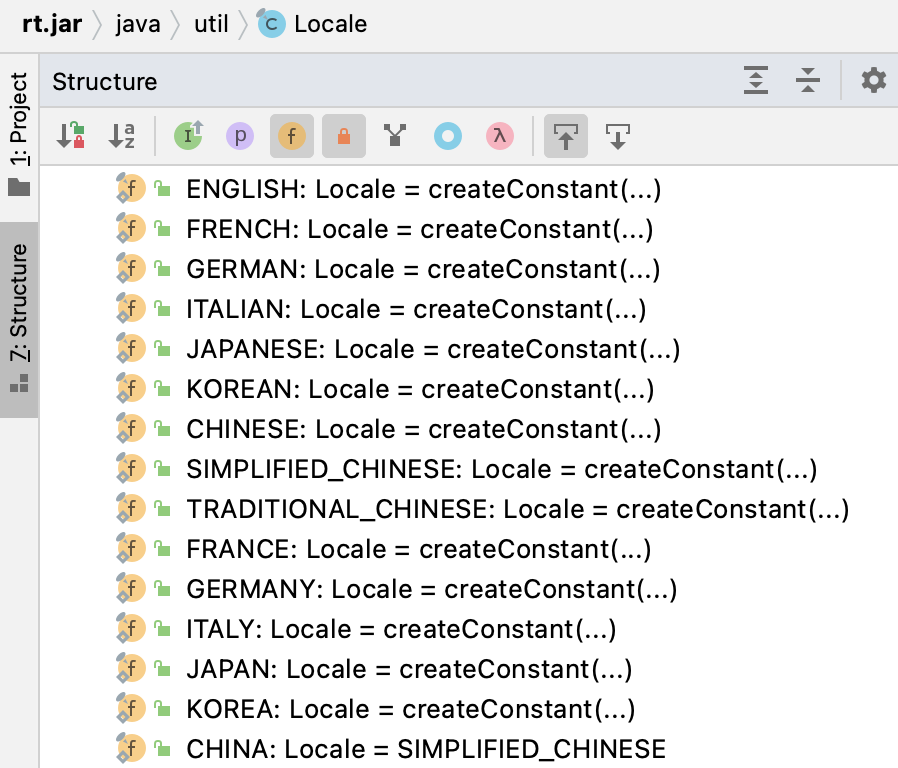 rt.jar java util C Locale
Structure
1: Project
7: Structure
I p f λ
a
z
f ENGLISH: Locale = createConstant(...)
f FRENCH: Locale = createConstant(...)
f GERMAN: Locale = createConstant(...)
f ITALIAN: Locale = createConstant(...)
f JAPANESE: Locale = createConstant(...)
f KOREAN: Locale = createConstant(...)
f CHINESE: Locale = createConstant(...)
f SIMPLIFIED_CHINESE: Locale = createConstant(...)
f TRADITIONAL_CHINESE: Locale = createConstant(...)
f FRANCE: Locale = createConstant(...)
f GERMANY: Locale = createConstant(...)
f ITALY: Locale = createConstant(...)
f JAPAN: Locale = createConstant(...)
f KOREA: Locale = createConstant(...)
f CHINA: Locale = SIMPLIFIED_CHINESE